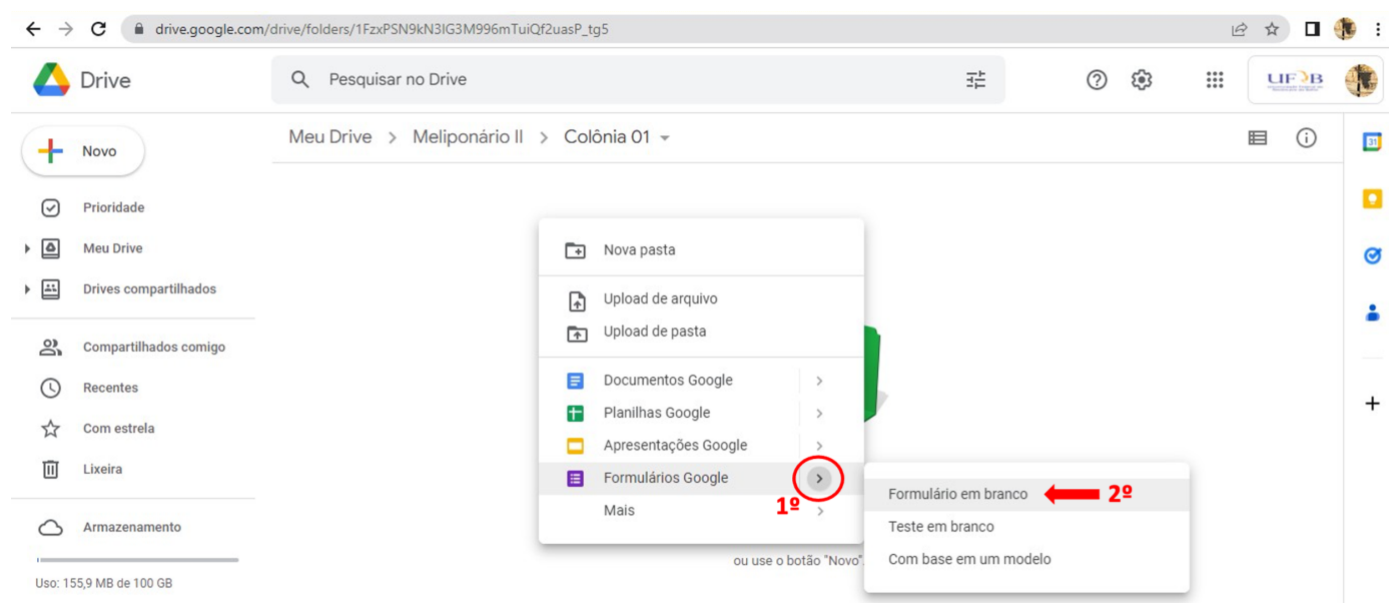 drive.google.com/drive/folders/1FzxPSN9kN3IG3M996mTuiQf2uasP_tg5
Drive
Pesquisar no Drive
UFSB
Novo
Meu Drive > Meliponário II > Colônia 01
31
Prioridade
Meu Drive
Drives compartilhados
Compartilhados comigo
Recentes
Com estrela
Lixeira
Armazenamento
Uso: 155,9 MB de 100 GB
Nova pasta
Upload de arquivo
Upload de pasta
Documentos Google
Planilhas Google
Apresentações Google
Formulários Google
1º
Mais
Formulário em branco
2º
Teste em branco
Com base em um modelo
ou use o botão "Novo"